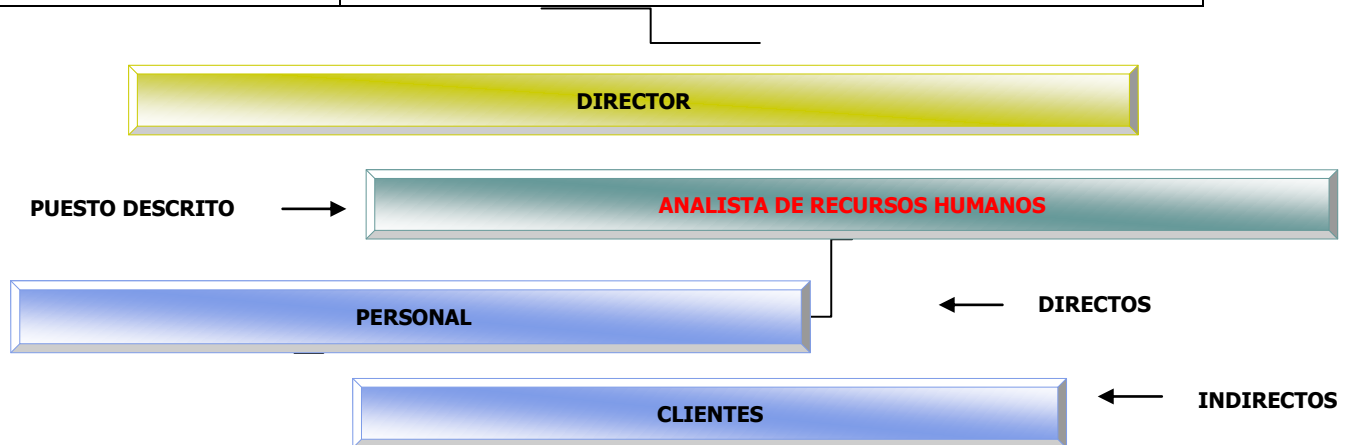 DIRECTOR
PUESTO DESCRITO
ANALISTA DE RECURSOS HUMANOS
PERSONAL
DIRECTOS
CLIENTES
INDIRECTOS